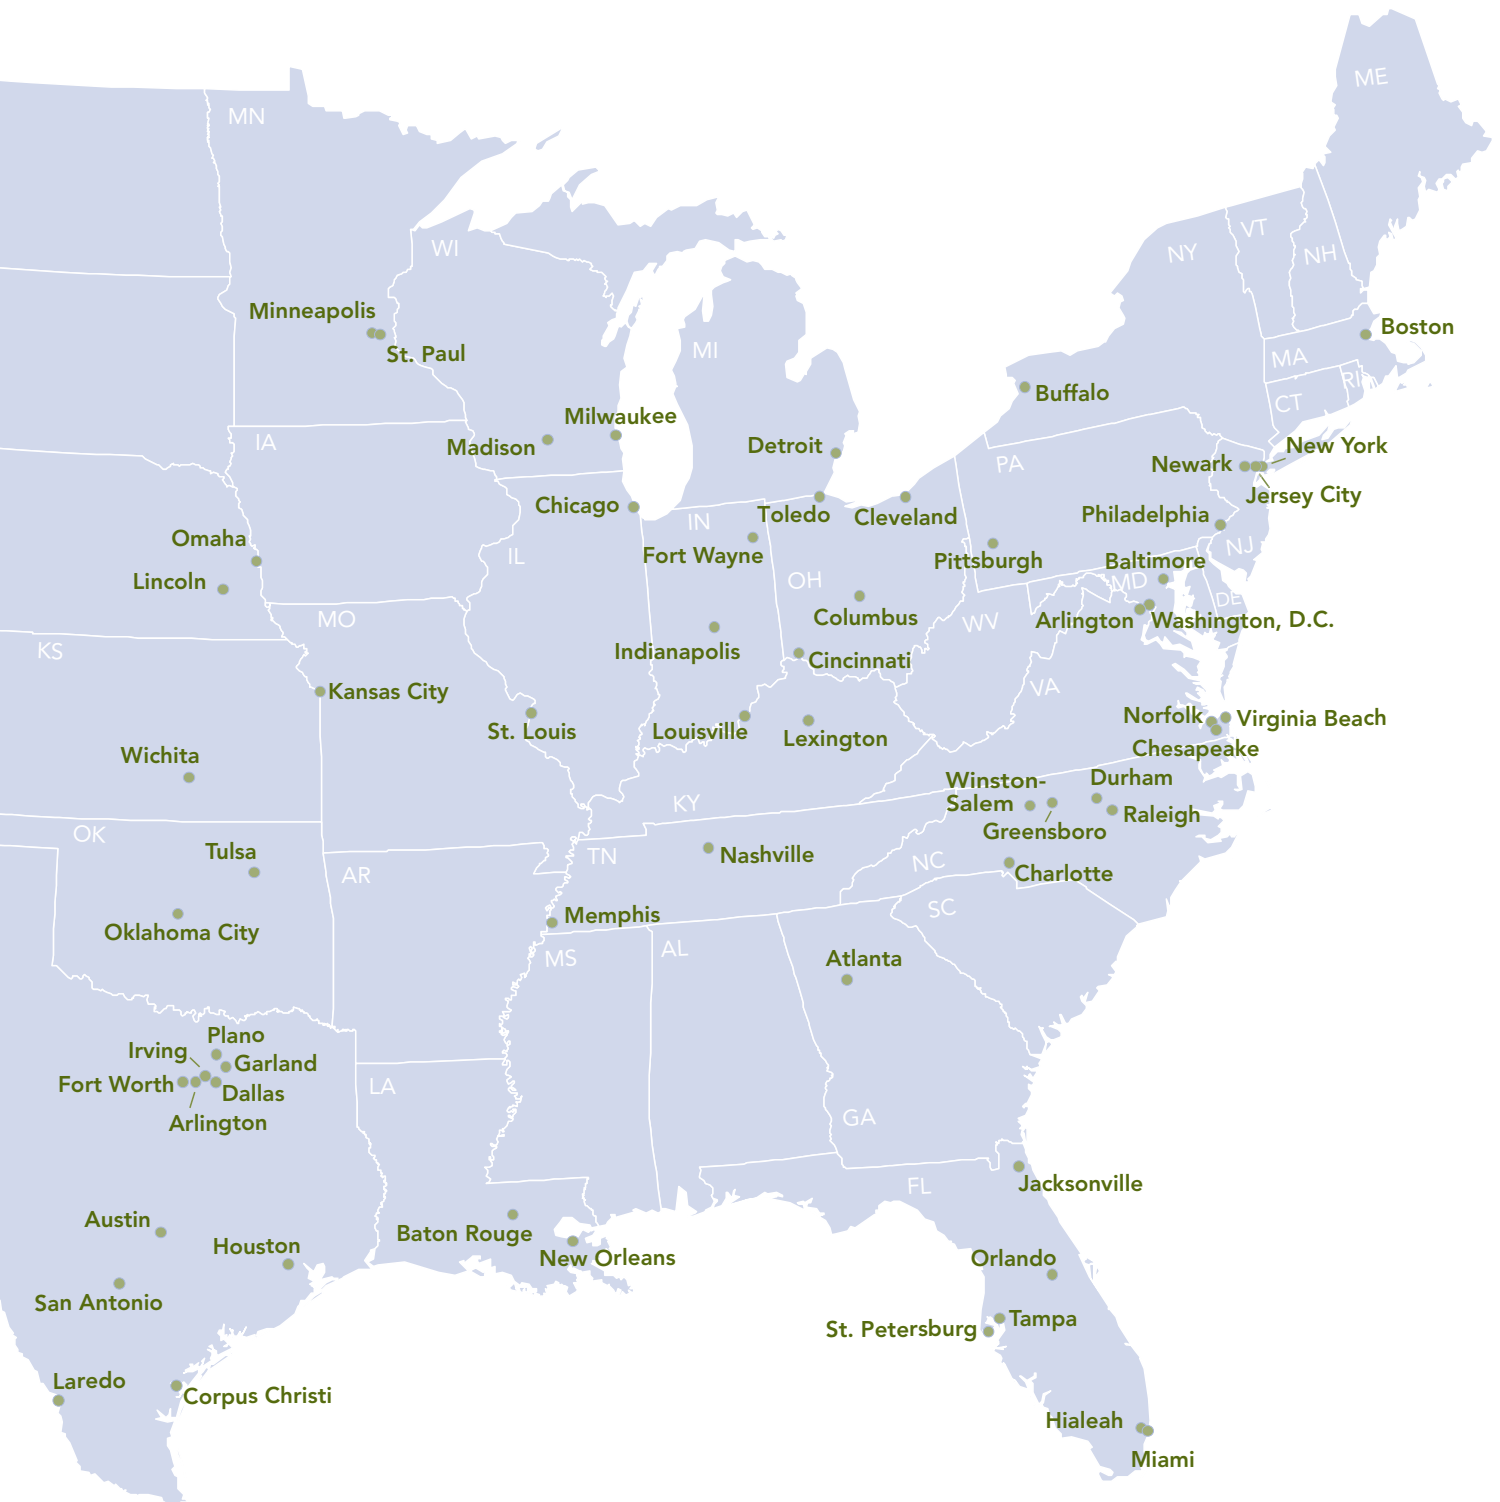 ME
MN
VT
NY
NH
WI
Minneapolis
St. Paul
Boston
MI
MA
RI
CT
Buffalo
Milwaukee
Madison
Detroit
IA
New York
Newark
Jersey City
PA
Chicago
Toledo
Cleveland
Philadelphia
IN
Omaha
Fort Wayne
Pittsburgh
Baltimore
NJ
IL
Lincoln
OH
MD
DE
Columbus
Arlington
Washington, D.C.
MO
WV
KS
Indianapolis
Cincinnati
Kansas City
VA
St. Louis
Louisville
Lexington
Norfolk
Virginia Beach
Chesapeake
Wichita
Winston-
Salem
Durham
Raleigh
Greensboro
KY
OK
Tulsa
TN
Nashville
NC
Charlotte
AR
Memphis
SC
Oklahoma City
MS
AL
Atlanta
Plano
Irving
Garland
Fort Worth
Dallas
Arlington
LA
GA
Jacksonville
FL
Austin
Houston
Baton Rouge
New Orleans
Orlando
San Antonio
St. Petersburg
Tampa
Laredo
Corpus Christi
Hialeah
Miami